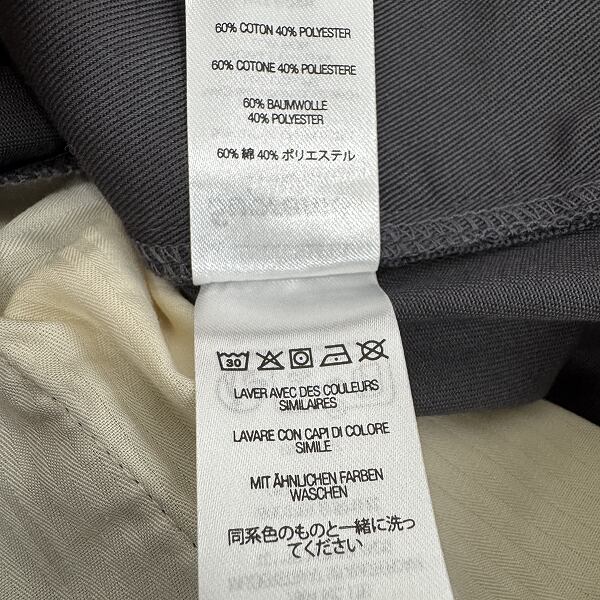 60% COTON 40% POLYESTER
60% COTONE 40% POLIESTERE
60% BAUMWOLLE
40% POLYESTER
60% 綿 40% ポリエステル
30
LAVER AVEC DES COULEURS
SIMILAIRES
LAVARE CON CAPI DI COLORE
SIMILE
MIT ÄHNLICHEN FARBEN
WASCHEN
同系色のものと一緒に洗っ
てください